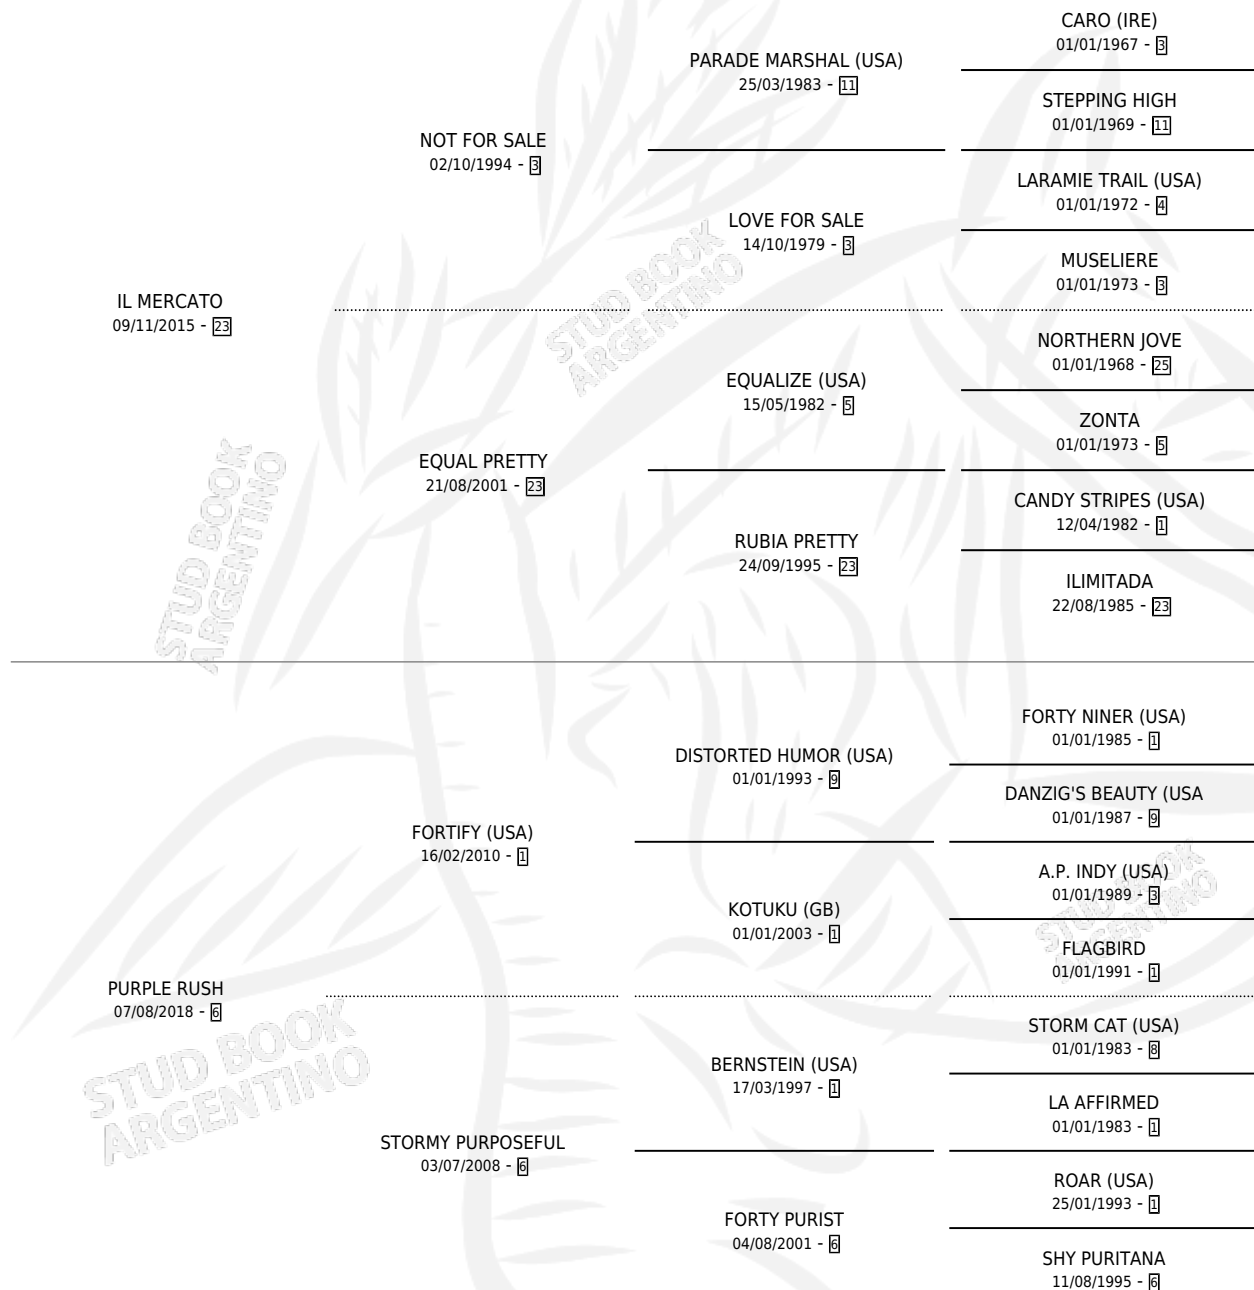 CARO (IRE)
01/01/1967 - 3
PARADE MARSHAL (USA)
25/03/1983 - 11
STEPPING HIGH
01/01/1969 - 11
NOT FOR SALE
02/10/1994 - 3
LARAMIE TRAIL (USA)
01/01/1972 - 4
LOVE FOR SALE
14/10/1979 - 3
MUSELIERE
01/01/1973 - 3
IL MERCATO
09/11/2015 - 23
NORTHERN JOVE
01/01/1968 - 25
EQUALIZE (USA)
15/05/1982 - 5
ZONTA
01/01/1973 - 5
EQUAL PRETTY
21/08/2001 - 23
CANDY STRIPES (USA)
12/04/1982 - 1
RUBIA PRETTY
24/09/1995 - 23
ILIMITADA
22/08/1985 - 23
FORTY NINER (USA)
01/01/1985 - 1
DISTORTED HUMOR (USA)
01/01/1993 - 9
DANZIG'S BEAUTY (USA
01/01/1987 - 9
FORTIFY (USA)
16/02/2010 - 1
A.P. INDY (USA)
01/01/1989 - 3
KOTUKU (GB)
01/01/2003 - 1
FLAGBIRD
01/01/1991 - 1
PURPLE RUSH
07/08/2018 - 6
STORM CAT (USA)
01/01/1983 - 8
BERNSTEIN (USA)
17/03/1997 - 1
LA AFFIRMED
01/01/1983 - 1
STORMY PURPOSEFUL
03/07/2008 - 6
ROAR (USA)
25/01/1993 - 1
FORTY PURIST
04/08/2001 - 6
SHY PURITANA
11/08/1995 - 6
STUD BOOK
ARGENTINO
STUD BOOK
ARGENTINO
STUD BOOK
ARGENTINO
STUD BOOK
ARGENTINO